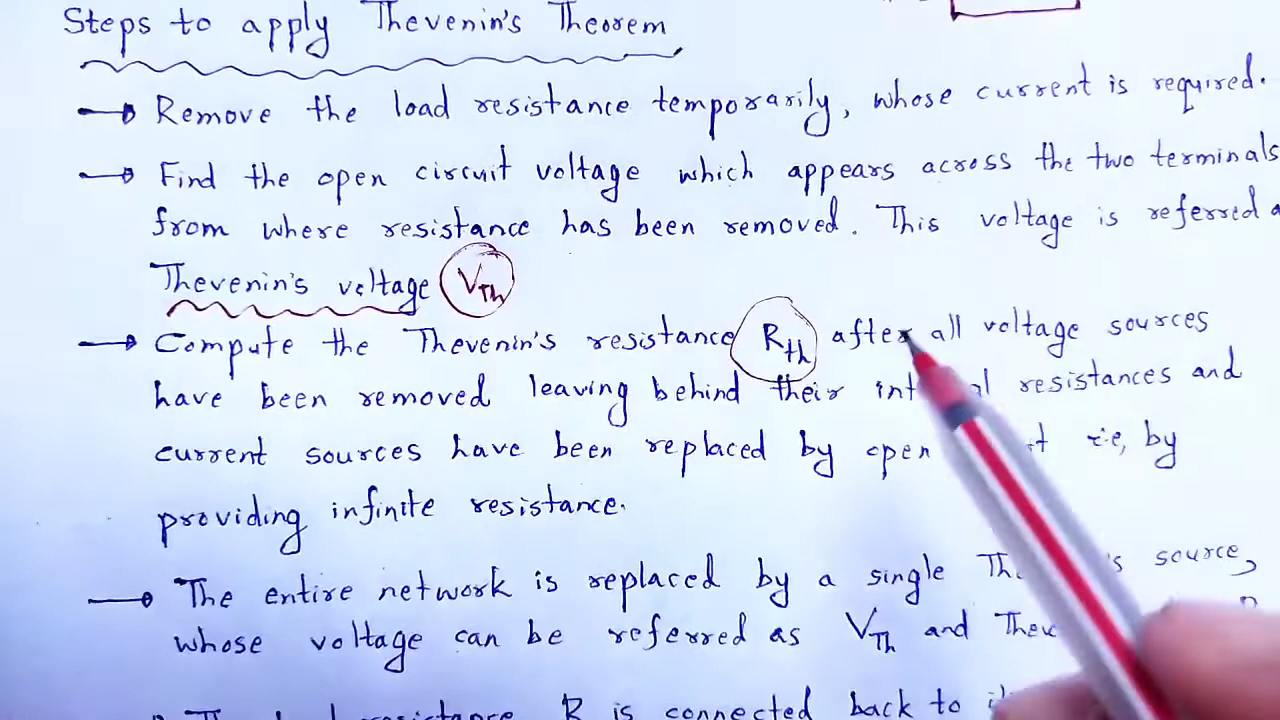 Steps to apply Thevenin's Theorem
Remove the load resistance temporarily, whose current is required.
Find the open circuit voltage which appears across the two terminals
from where resistance has been removed. This voltage is referred
Thevenin's voltage VTh
Compute the Thevenin's resistance Rth after all voltage sources
have been removed leaving behind their resistances and
current sources have been replaced by open i.e, by
providing infinite resistance.
The entire network is replaced by a single source,
whose voltage can be referred as VTh and
resistance R is connected back to